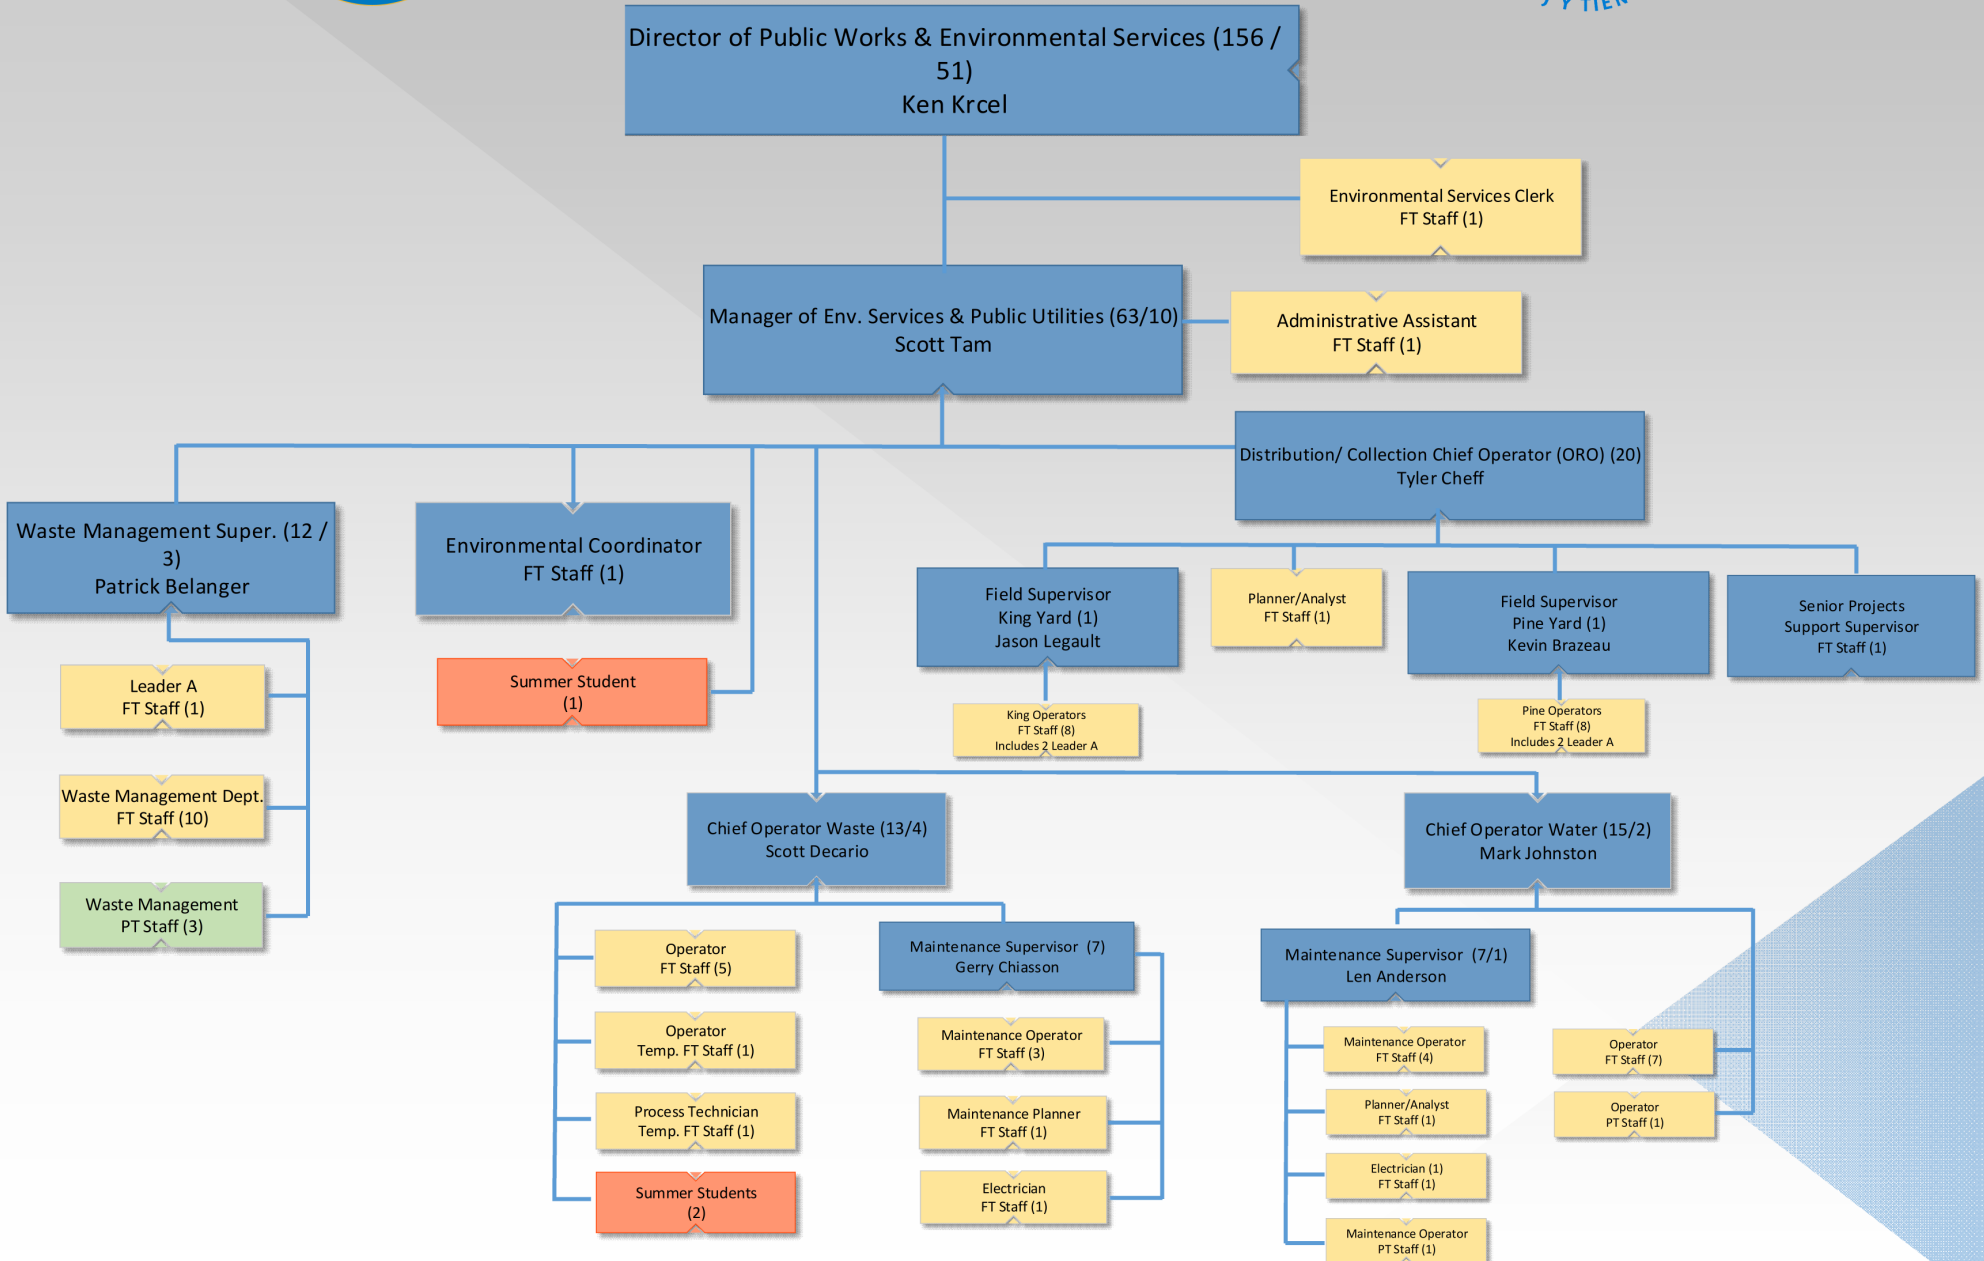 Y TIEN
Director of Public Works & Environmental Services (156 /
51)
Ken Krcel
Environmental Services Clerk
FT Staff (1)
Manager of Env. Services & Public Utilities (63/10)
Scott Tam
Administrative Assistant
FT Staff (1)
Distribution/ Collection Chief Operator (ORO) (20)
Tyler Cheff
Waste Management Super. (12 /
3)
Patrick Belanger
Environmental Coordinator
FT Staff (1)
Summer Student
(1)
Field Supervisor
King Yard (1)
Jason Legault
Planner/Analyst
FT Staff (1)
Field Supervisor
Pine Yard (1)
Kevin Brazeau
Senior Projects
Support Supervisor
FT Staff (1)
Leader A
FT Staff (1)
Waste Management Dept.
FT Staff (10)
Waste Management
PT Staff (3)
King Operators
FT Staff (8)
Includes 2 Leader A
Pine Operators
FT Staff (8)
Includes 2 Leader A
Chief Operator Waste (13/4)
Scott Decario
Chief Operator Water (15/2)
Mark Johnston
Operator
FT Staff (5)
Operator
Temp. FT Staff (1)
Process Technician
Temp. FT Staff (1)
Summer Students
(2)
Maintenance Supervisor (7)
Gerry Chiasson
Maintenance Operator
FT Staff (3)
Maintenance Planner
FT Staff (1)
Electrician
FT Staff (1)
Maintenance Supervisor (7/1)
Len Anderson
Maintenance Operator
FT Staff (4)
Planner/Analyst
FT Staff (1)
Electrician (1)
FT Staff (1)
Maintenance Operator
PT Staff (1)
Operator
FT Staff (7)
Operator
PT Staff (1)